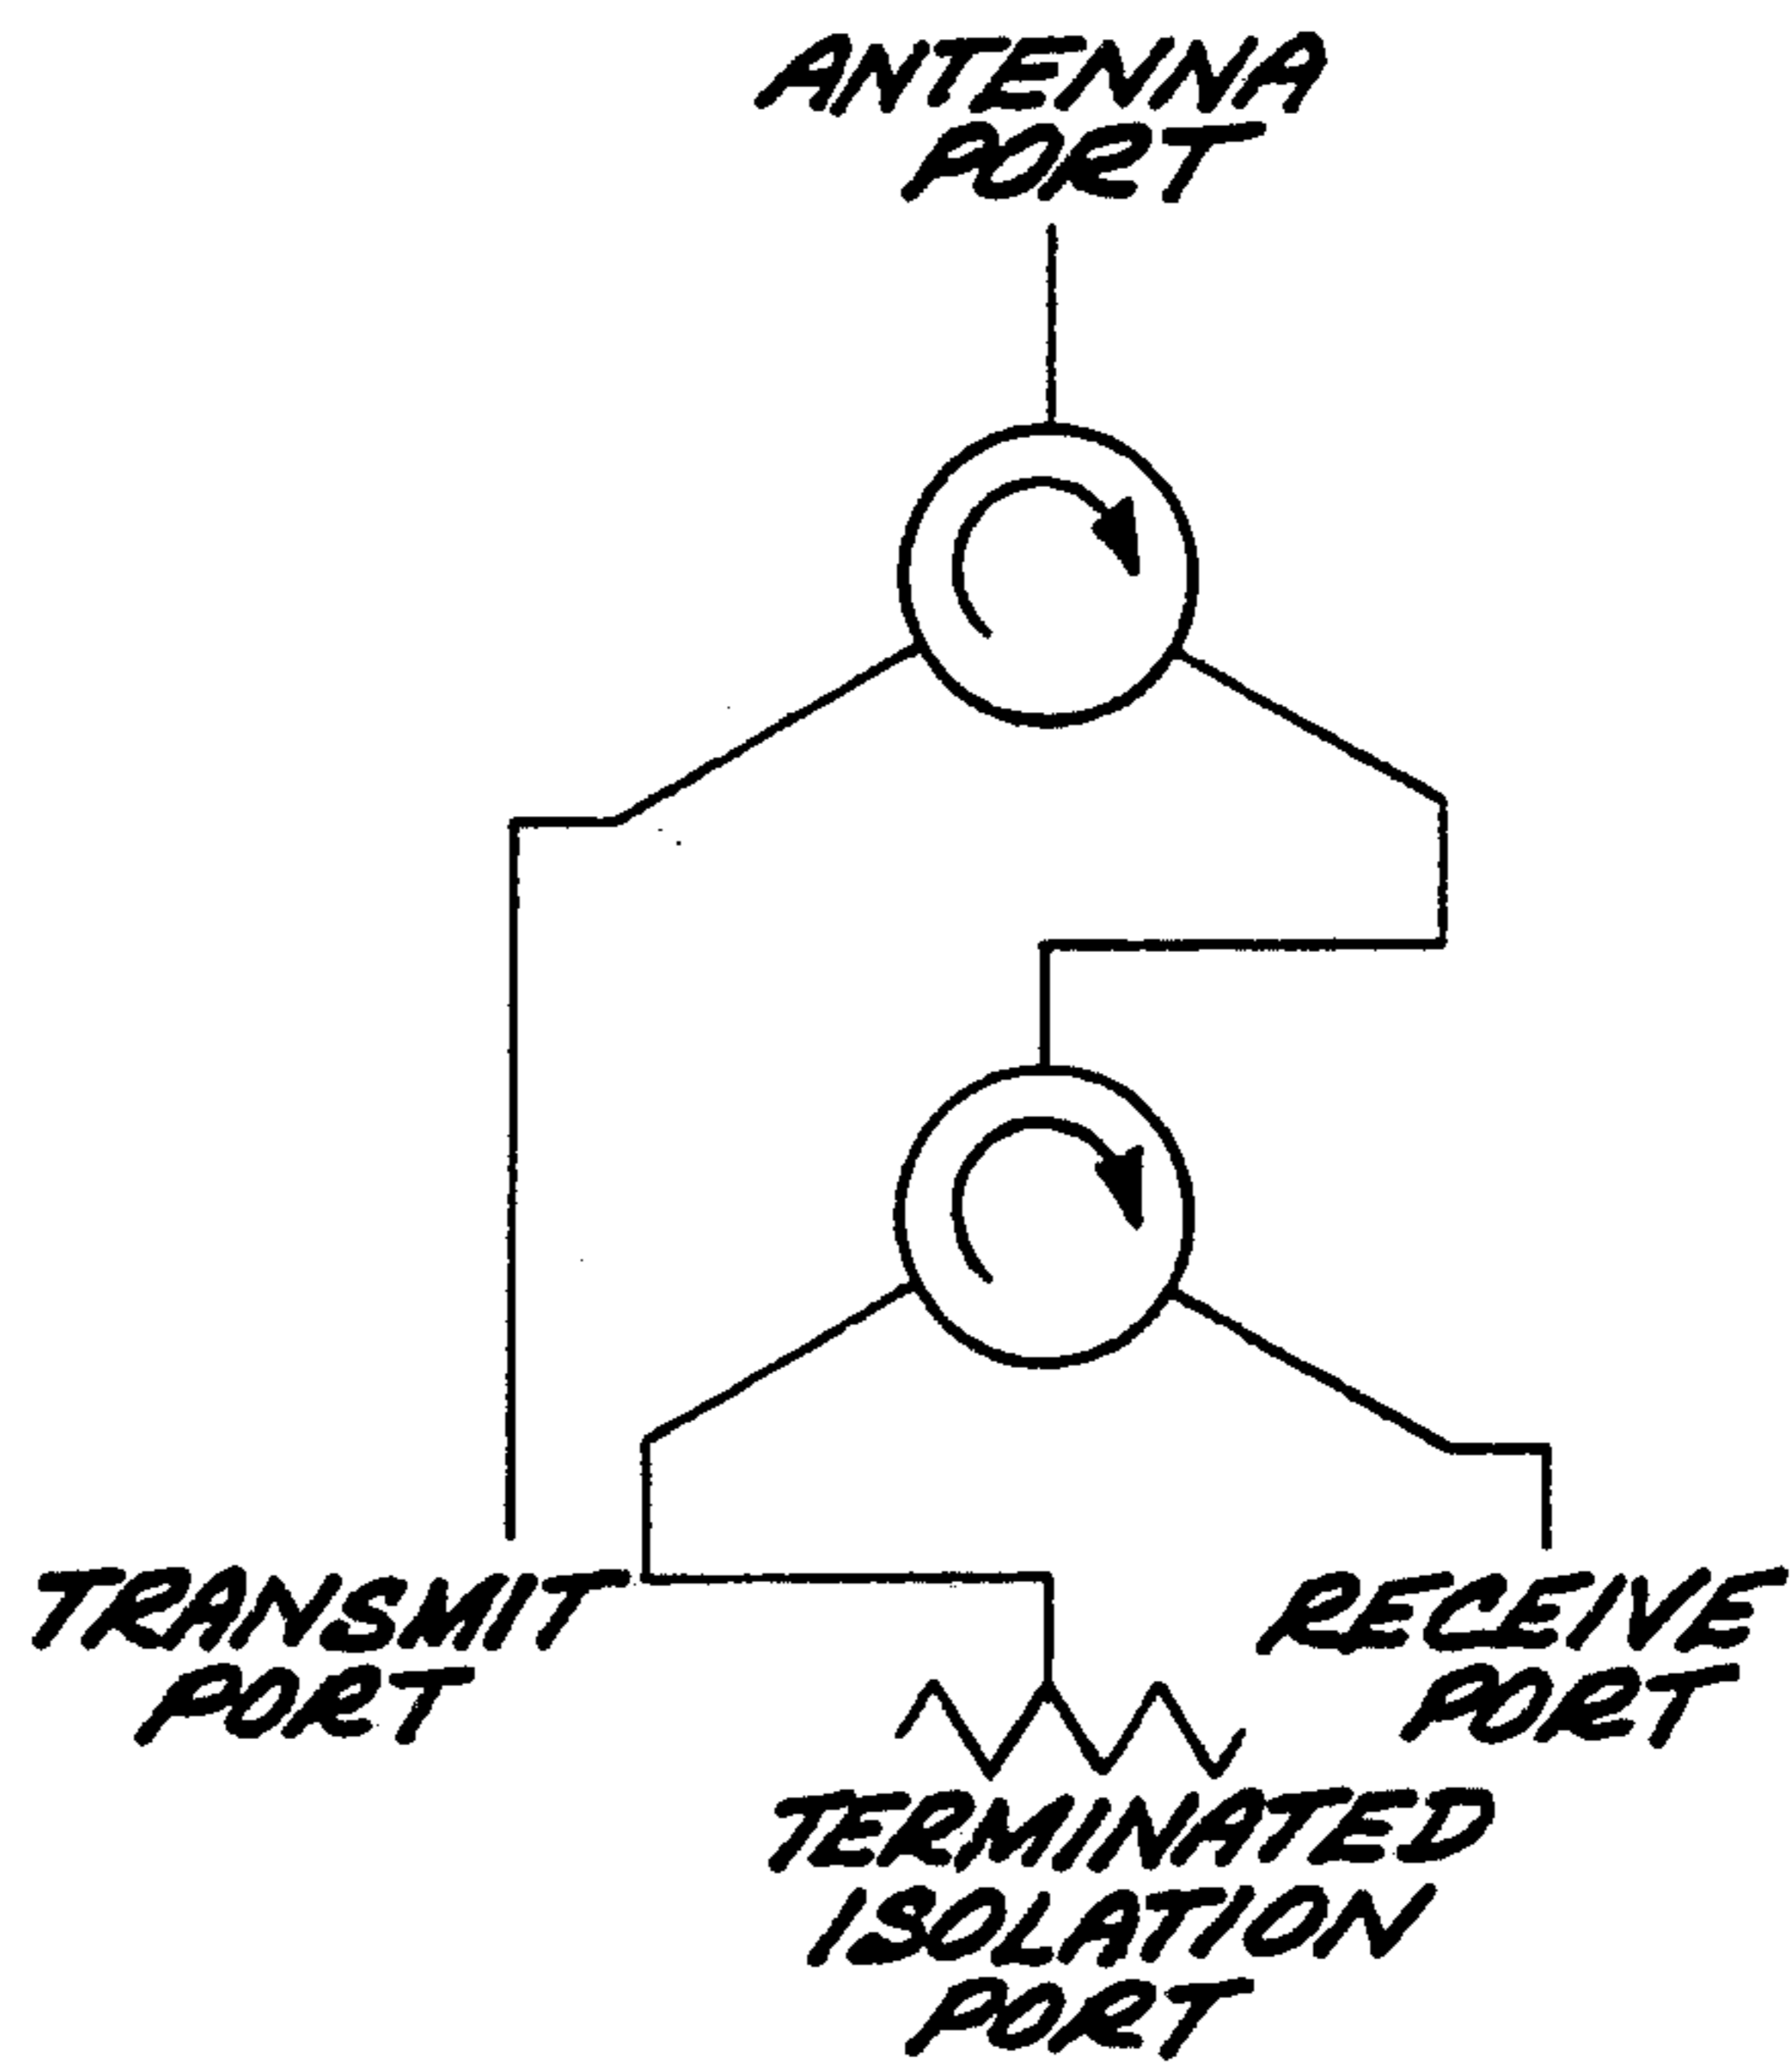 ANTENNA
PORT
TRANSMIT
PORT
RECEIVE
PORT
TERMINATED
ISOLATION
PORT